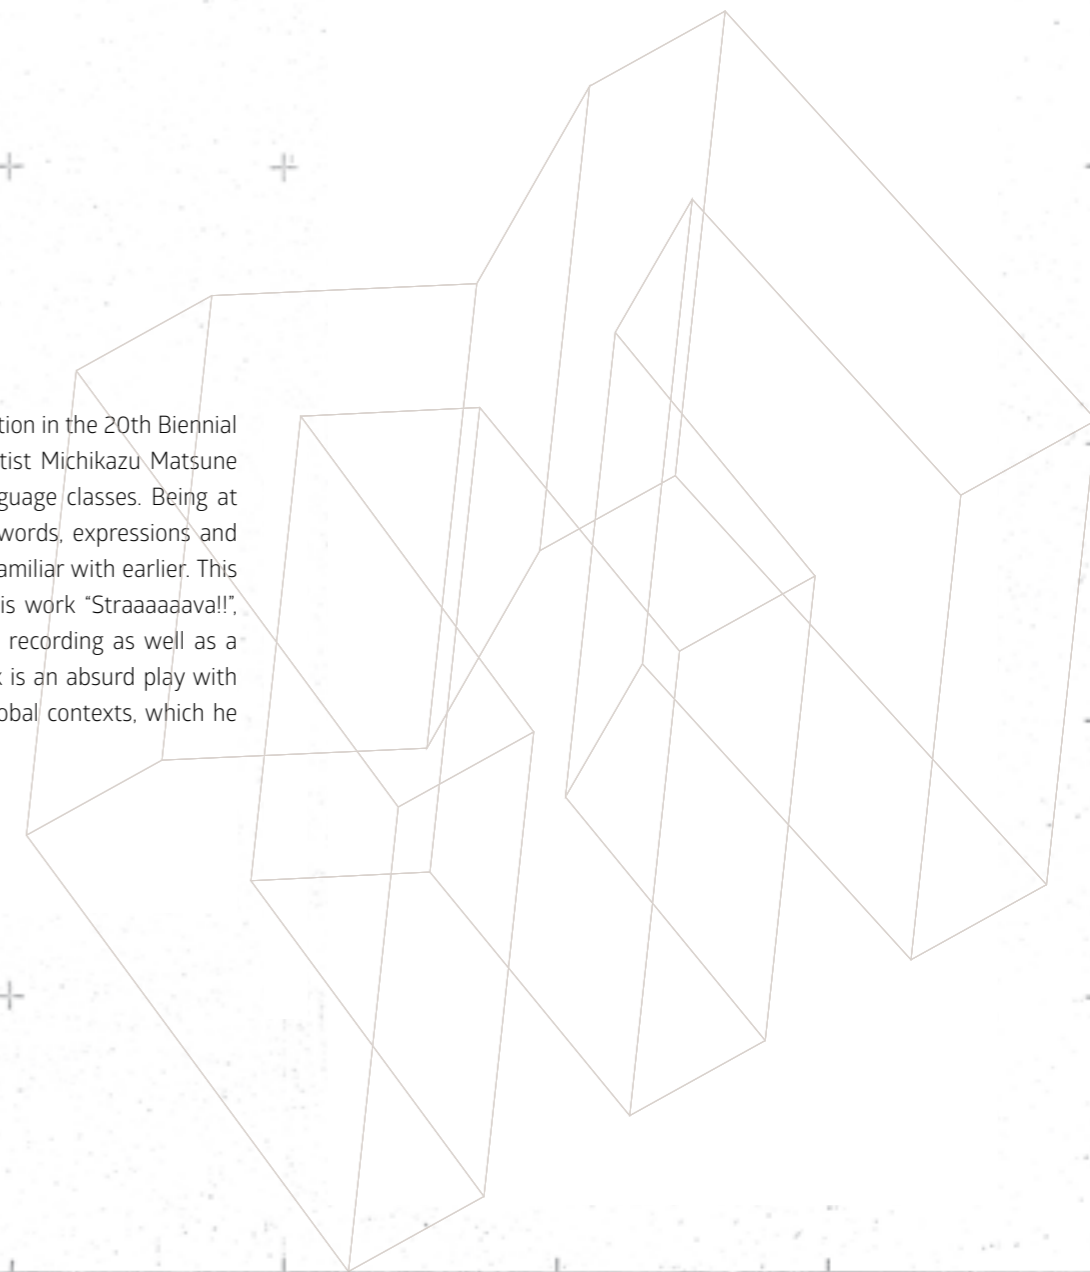 tion in the 20th Biennial
tist Michikazu Matsune
guage classes. Being at
words, expressions and
amiliar with earlier. This
is work “Straaaaaava!!”,
recording as well as a
is an absurd play with
obal contexts, which he